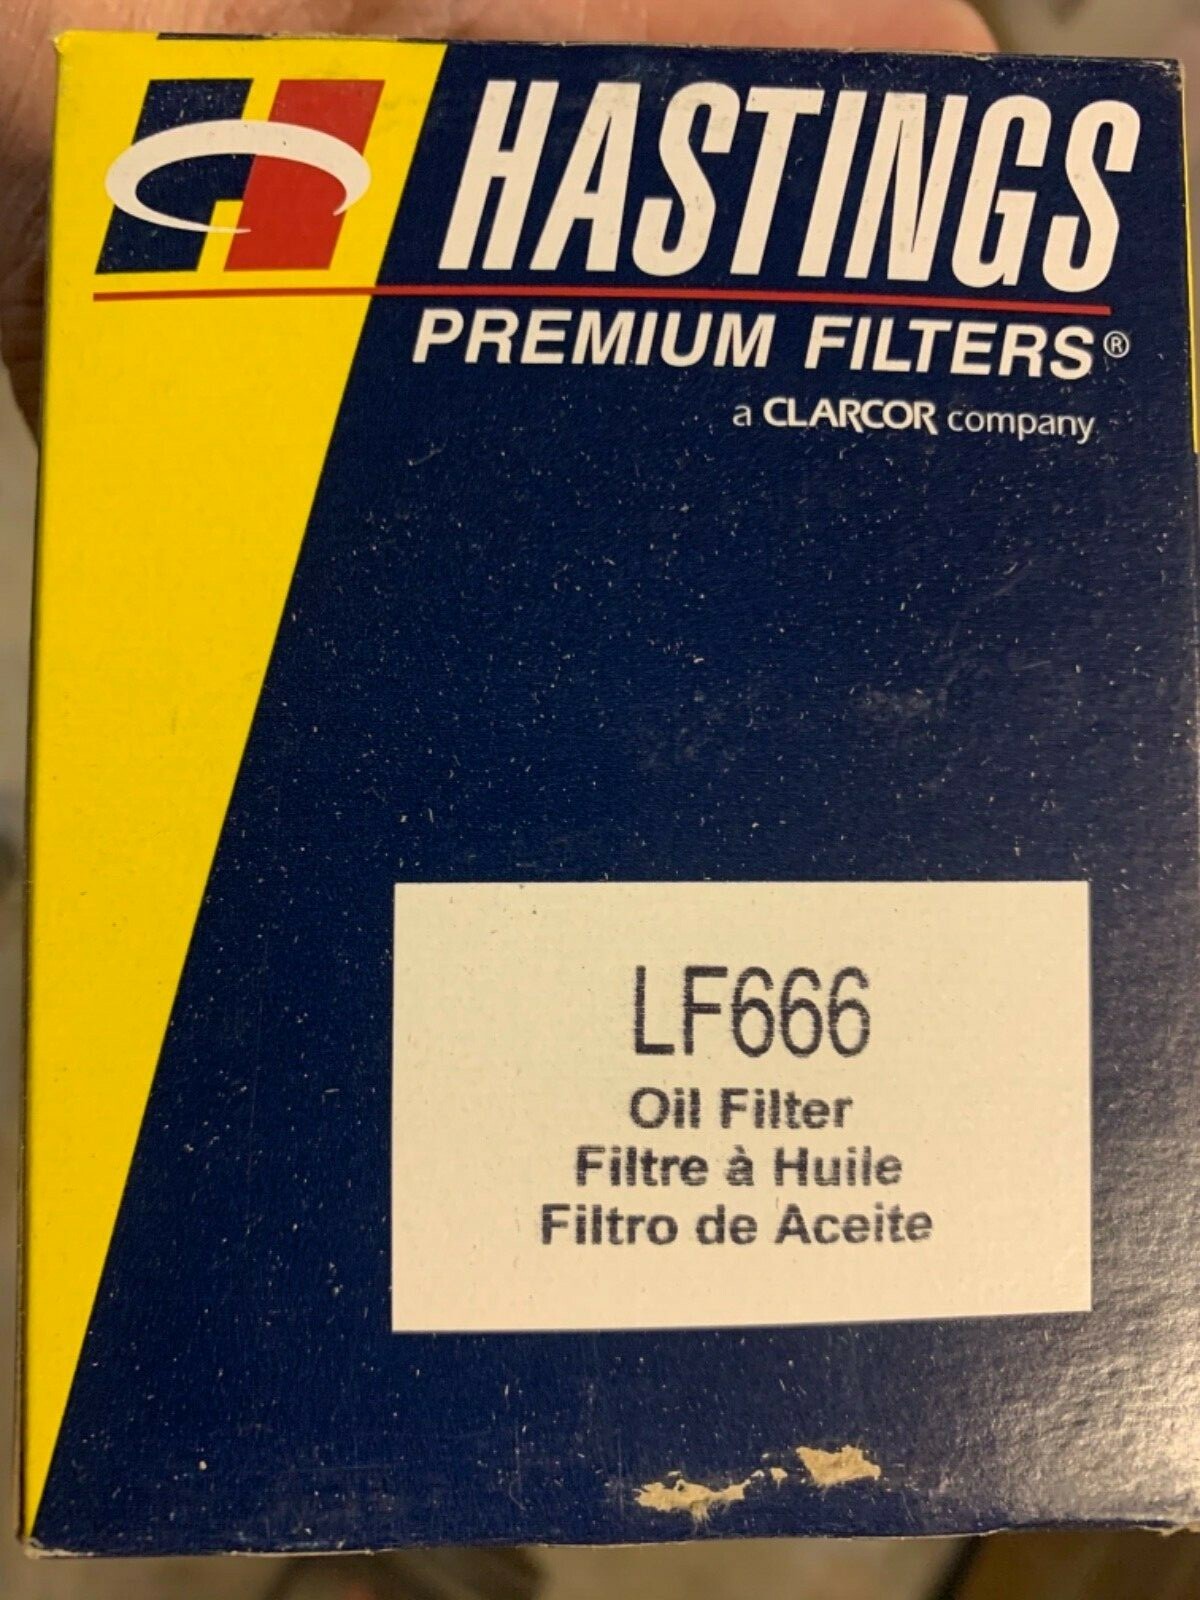 HASTINGS
PREMIUM FILTERS®
a CLARCOR company
LF666
Oil Filter
Filtre à Huile
Filtro de Aceite